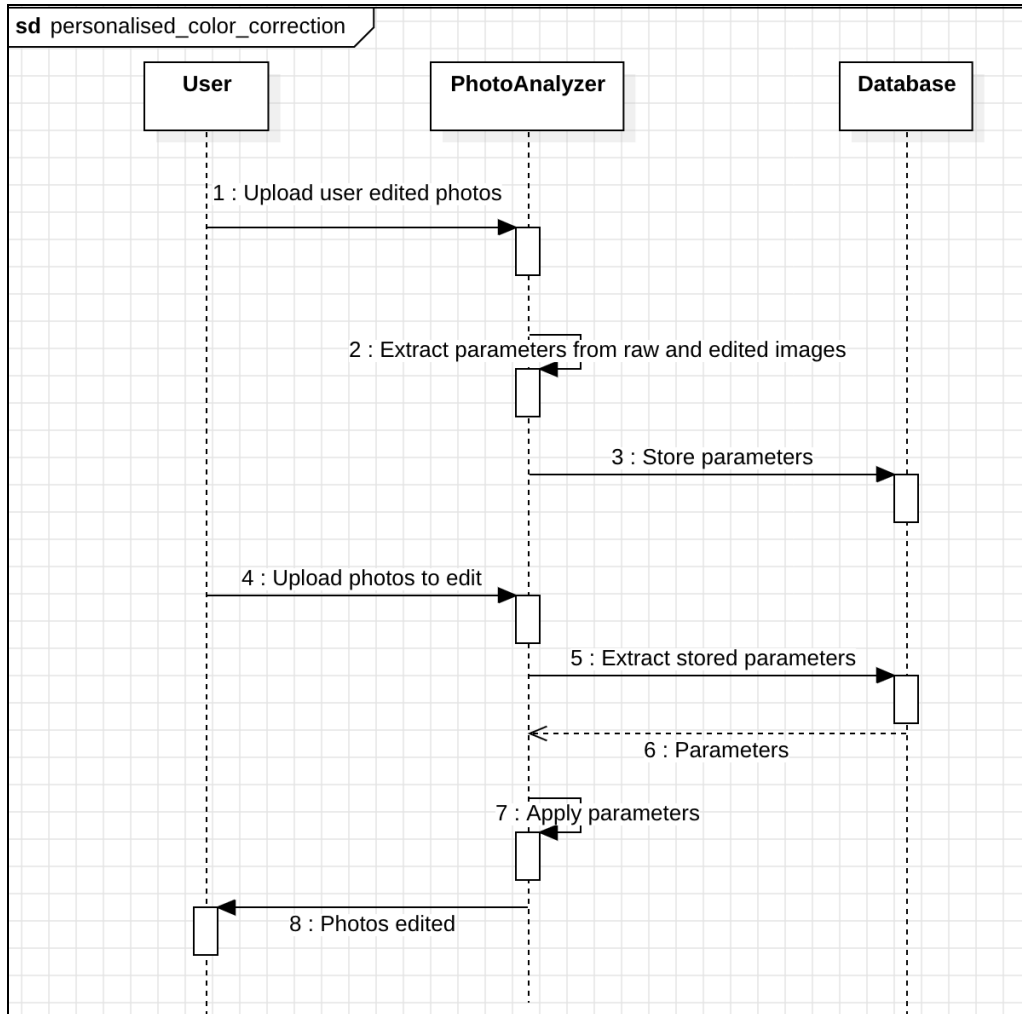 sd personalised_color_correction
User
PhotoAnalyzer
Database
1 : Upload user edited photos
2 : Extract parameters from raw and edited images
3 : Store parameters
4 : Upload photos to edit
5 : Extract stored parameters
6 : Parameters
7 : Apply parameters
8 : Photos edited